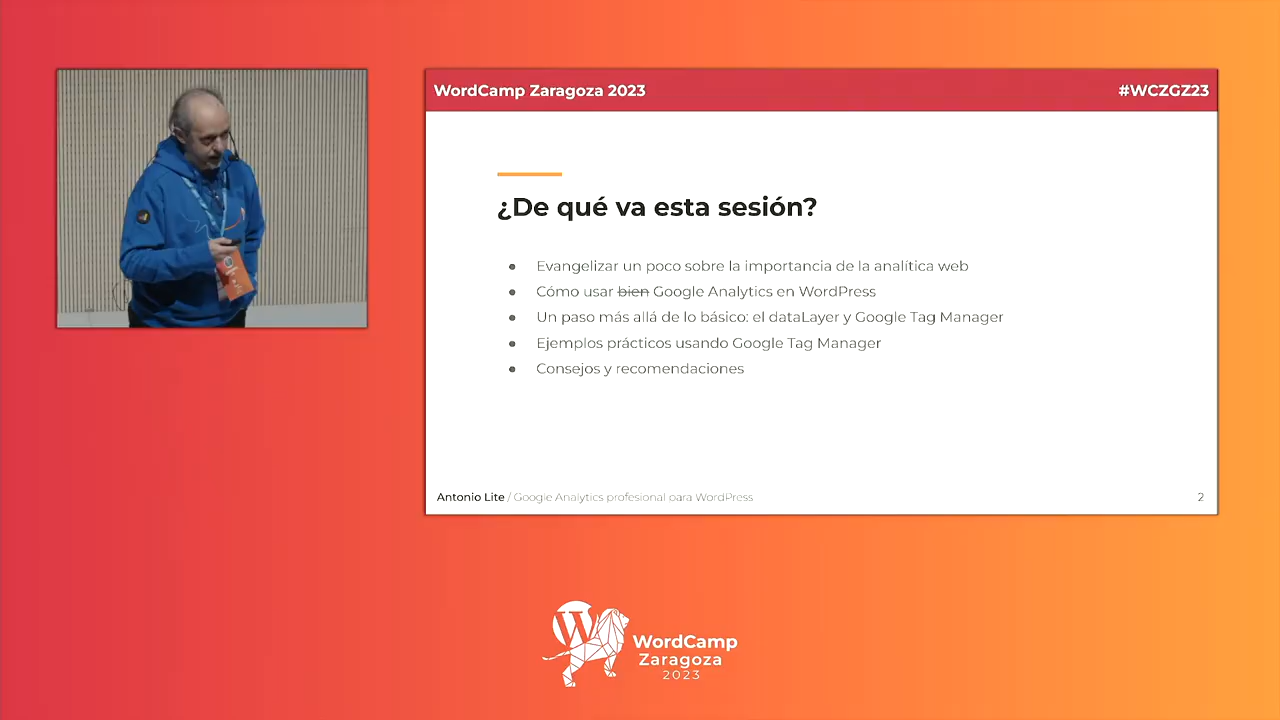 WordCamp Zaragoza 2023
#WCZGZ23
¿De qué va esta sesión?
● Evangelizar un poco sobre la importancia de la analítica web
● Cómo usar bien Google Analytics en WordPress
● Un paso más allá de lo básico: el dataLayer y Google Tag Manager
● Ejemplos prácticos usando Google Tag Manager
● Consejos y recomendaciones
Antonio Lite / Google Analytics profesional para WordPress
2
WordCamp
Zaragoza
2023